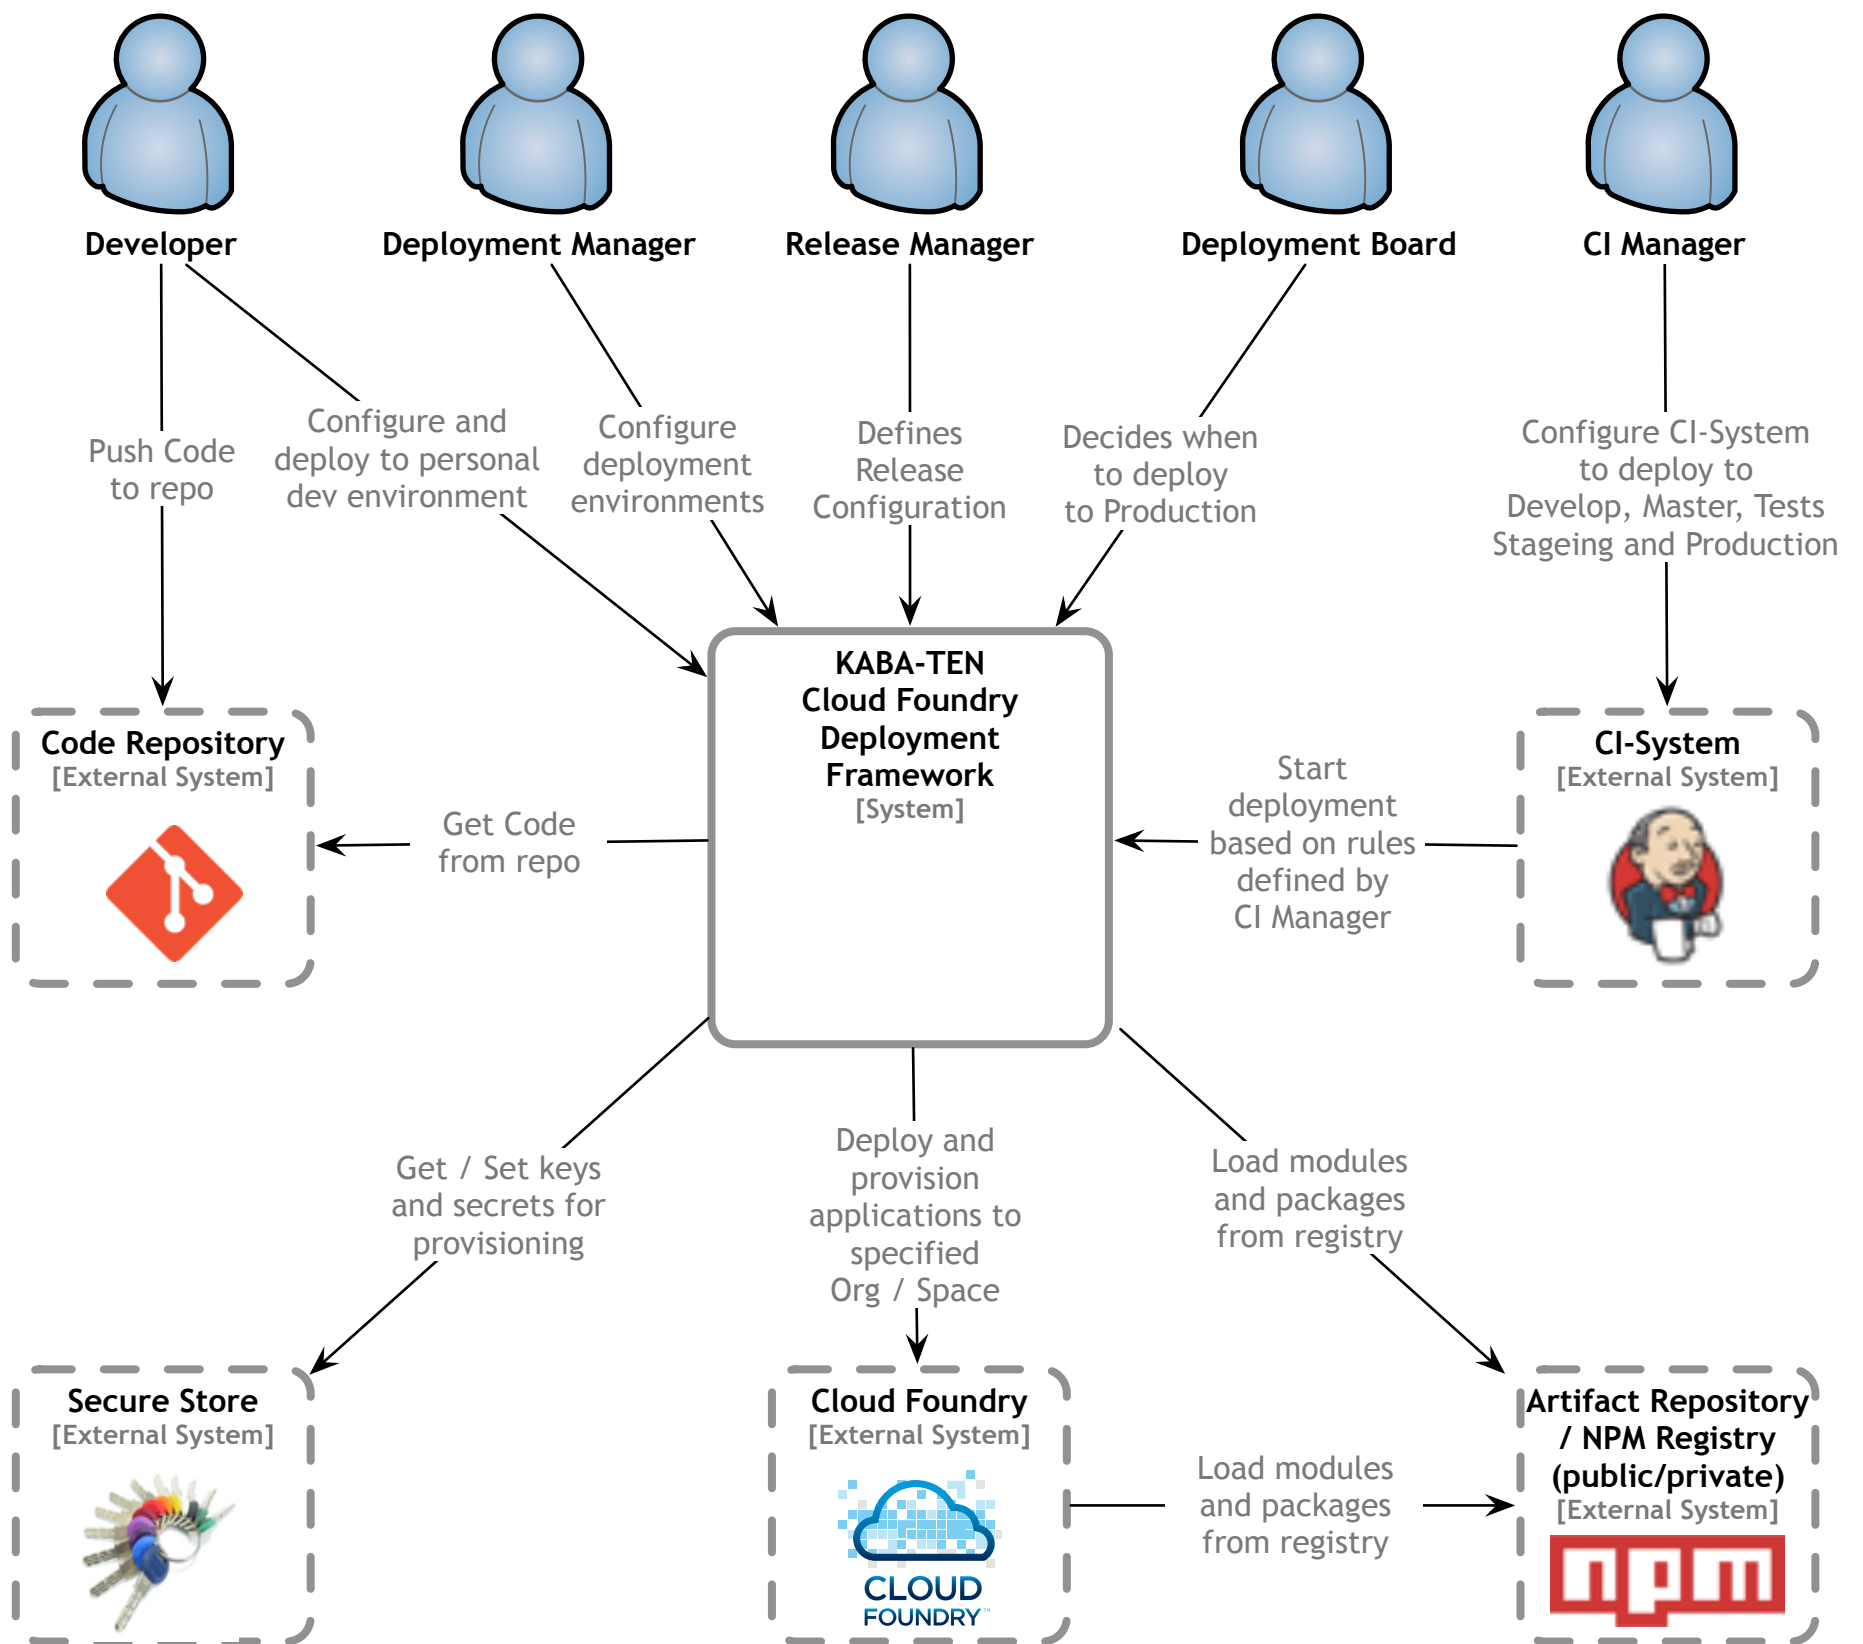 Developer
Deployment Manager
Release Manager
Deployment Board
CI Manager
Push Code
to repo
Configure and
deploy to personal
dev environment
Configure
deployment
environments
Defines
Release
Configuration
Decides when
to deploy
to Production
Configure CI-System
to deploy to
Develop, Master, Tests
Stageing and Production
KABA-TEN
Cloud Foundry
Deployment
Framework
[System]
Code Repository
[External System]
Get Code
from repo
Start
deployment
based on rules
defined by
CI Manager
CI-System
[External System]
Get / Set keys
and secrets for
provisioning
Deploy and
provision
applications to
specified
Org / Space
Load modules
and packages
from registry
Secure Store
[External System]
Cloud Foundry
[External System]
CLOUD
FOUNDRY™
Load modules
and packages
from registry
Artifact Repository
/ NPM Registry
(public/private)
[External System]
npm